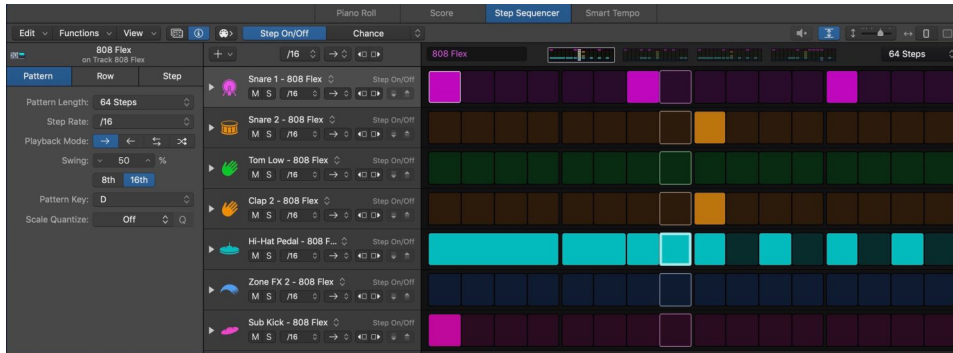 Piano Roll Score Step Sequencer Smart Tempo
Edit Functions View Step On/Off Chance
808 Flex
on Track 808 Flex
/16
808 Flex
64 Steps
Pattern Row Step
Pattern Length: 64 Steps
Step Rate: /16
Playback Mode:
Swing: 50 %
8th 16th
Pattern Key: D
Scale Quantize: Off Q
Snare 1 - 808 Flex Step On/Off
M S /16
Snare 2 - 808 Flex Step On/Off
M S /16
Tom Low - 808 Flex Step On/Off
M S /16
Clap 2 - 808 Flex Step On/Off
M S /16
Hi-Hat Pedal - 808 F... Step On/Off
M S /16
Zone FX 2 - 808 Flex Step On/Off
M S /16
Sub Kick - 808 Flex Step On/Off
M S /16